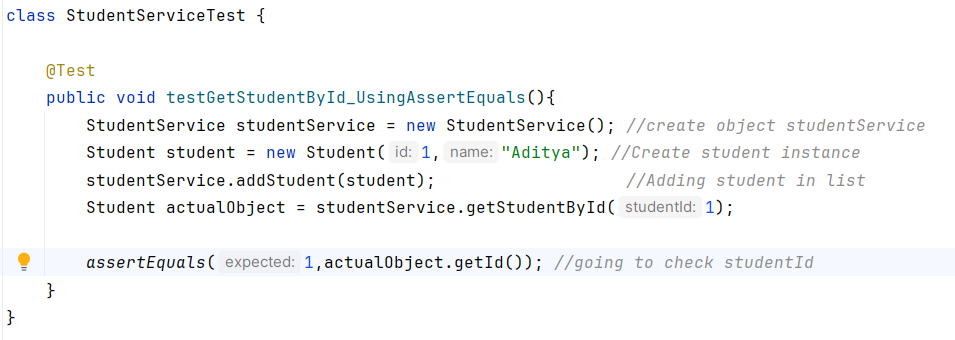 class StudentServiceTest {
@Test
public void testGetStudentById_UsingAssertEquals(){
StudentService studentService = new StudentService(); //create object studentService
Student student = new Student( id: 1, name: "Aditya"); //Create student instance
studentService.addStudent(student); //Adding student in list
Student actualObject = studentService.getStudentById( studentId: 1);
assertEquals( expected: 1,actualObject.getId()); //going to check studentId
}
}